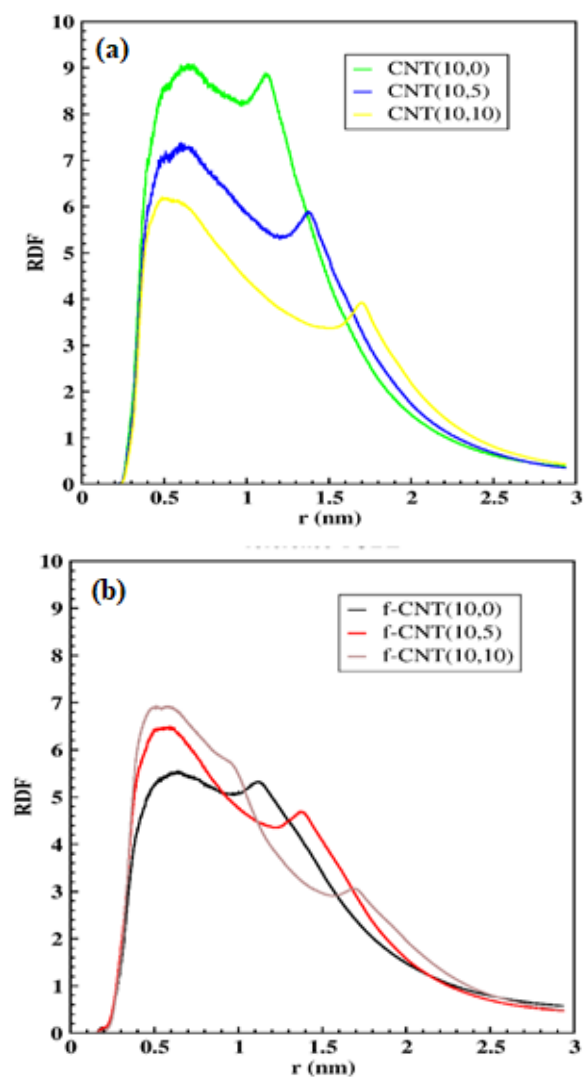 (a)
CNT(10,0)
CNT(10,5)
CNT(10,10)
RDF
10
9
8
7
6
5
4
3
2
1
0
0 0.5 1 1.5 2 2.5 3
r (nm)
(b)
f-CNT(10,0)
f-CNT(10,5)
f-CNT(10,10)
RDF
10
9
8
7
6
5
4
3
2
1
0
0 0.5 1 1.5 2 2.5 3
r (nm)